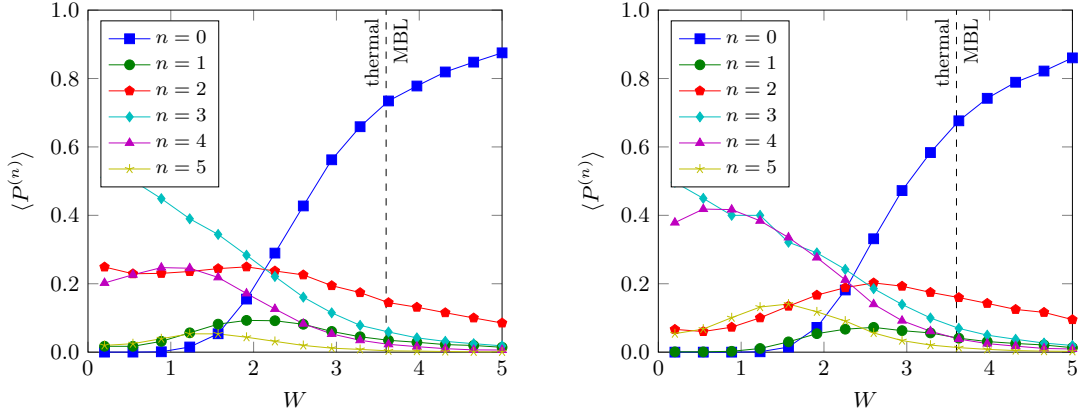 1.0
0.8
0.6
0.4
0.2
0.0
⟨P⁽ⁿ⁾⟩
n = 0
n = 1
n = 2
n = 3
n = 4
n = 5
thermal
MBL
0 1 2 3 4 5
W
1.0
0.8
0.6
0.4
0.2
0.0
⟨P⁽ⁿ⁾⟩
n = 0
n = 1
n = 2
n = 3
n = 4
n = 5
thermal
MBL
0 1 2 3 4 5
W